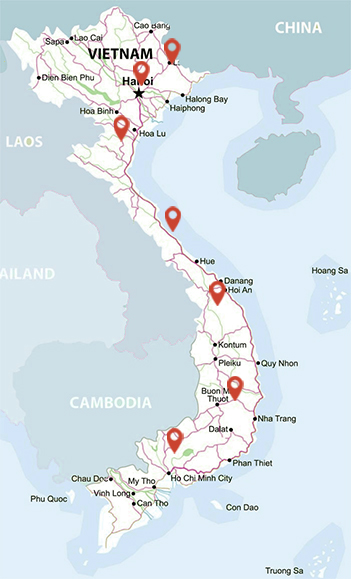 CHINA
Cao Bang
Sapa
Lao Cai
VIETNAM
Dien Bien Phu
Hanoi
Halong Bay
Haiphong
Hoa Binh
Hoa Lu
LAOS
Hue
Danang
Hoi An
Hoang Sa
AILAND
Kontum
Pleiku
Quy Nhon
Buon M
Thuot
CAMBODIA
Nha Trang
Dalat
Phan Thiet
Ho Chi Minh City
Chau Doc
My Tho
Vinh Long
Can Tho
Phu Quoc
Con Dao
Truong Sa